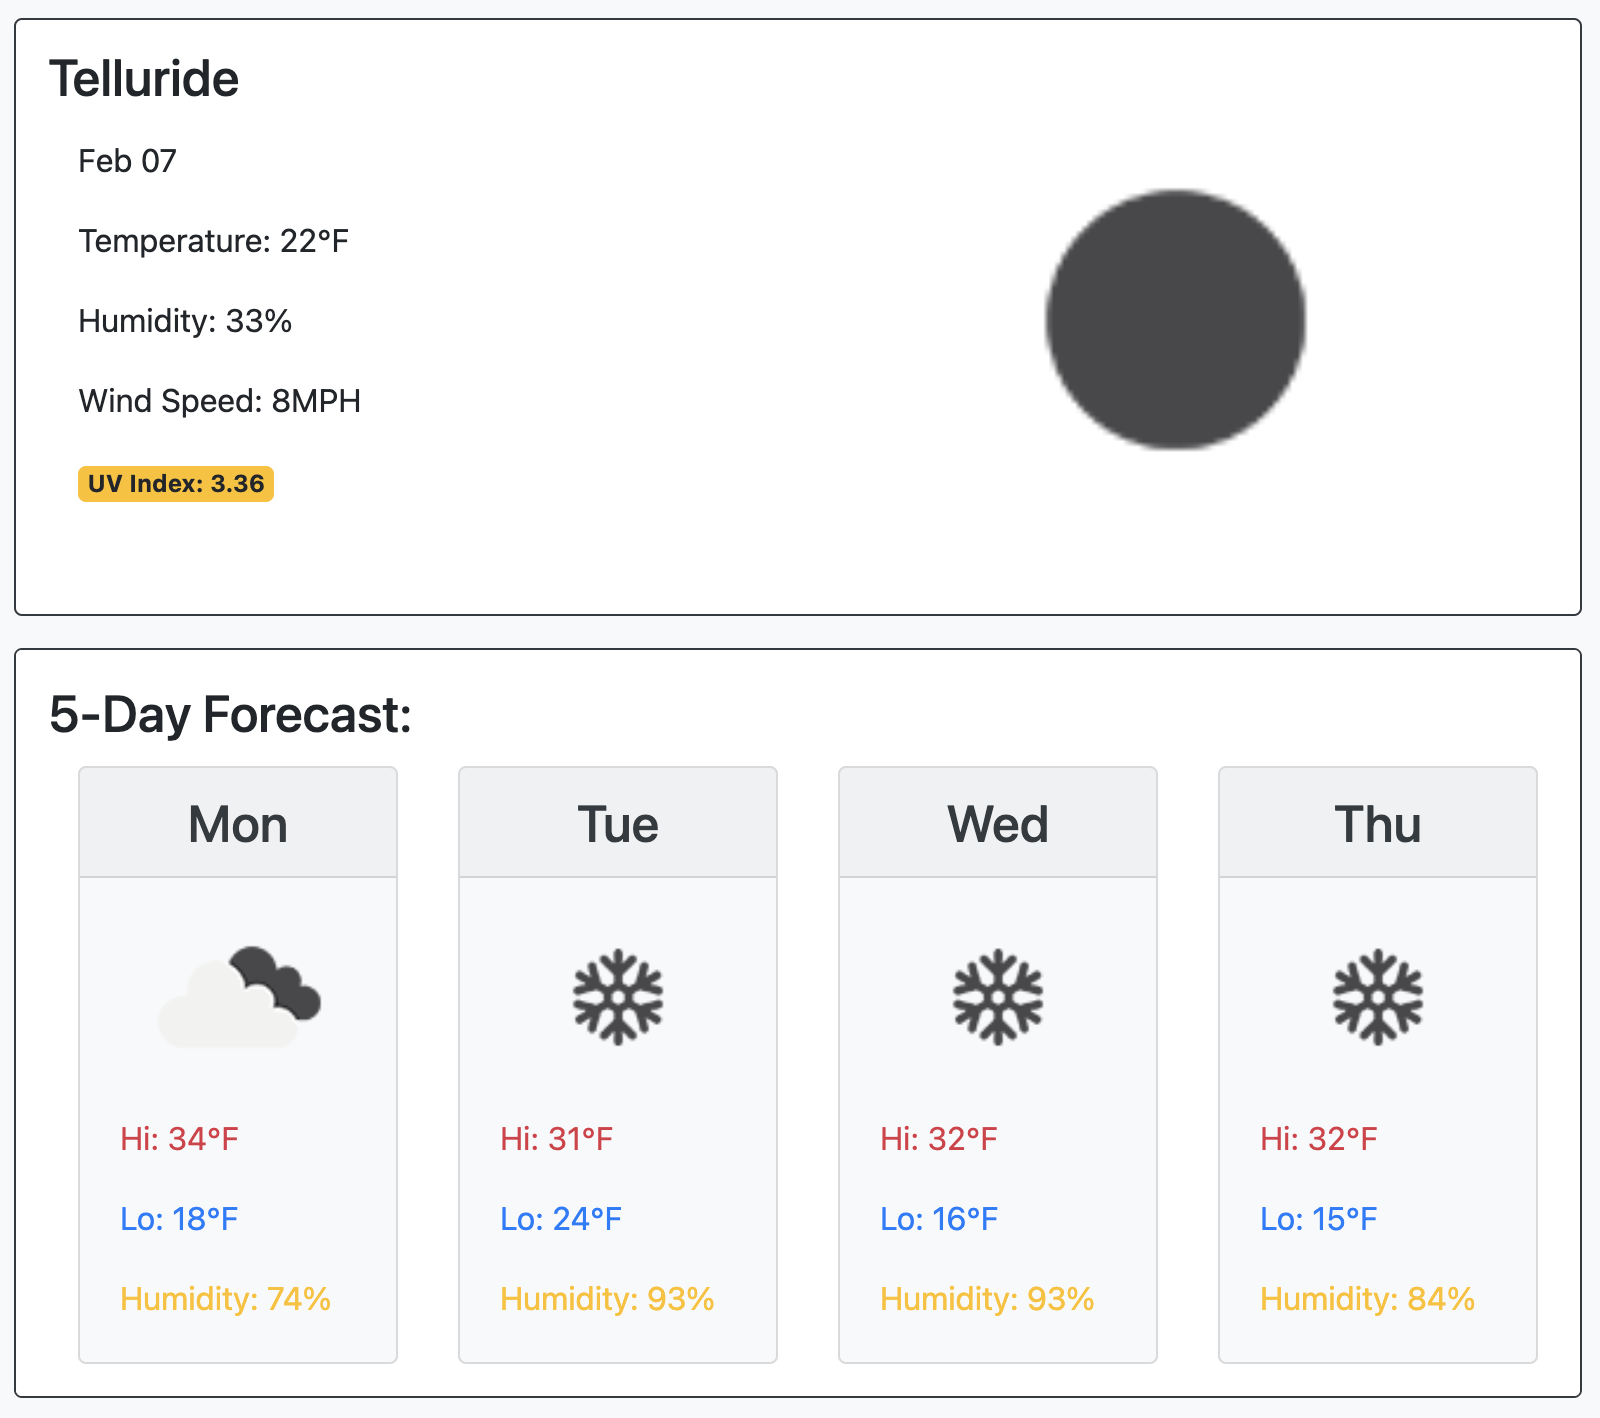 Telluride
Feb 07
Temperature: 22°F
Humidity: 33%
Wind Speed: 8MPH
UV Index: 3.36
5-Day Forecast:
Mon
Hi: 34°F
Lo: 18°F
Humidity: 74%
Tue
Hi: 31°F
Lo: 24°F
Humidity: 93%
Wed
Hi: 32°F
Lo: 16°F
Humidity: 93%
Thu
Hi: 32°F
Lo: 15°F
Humidity: 84%